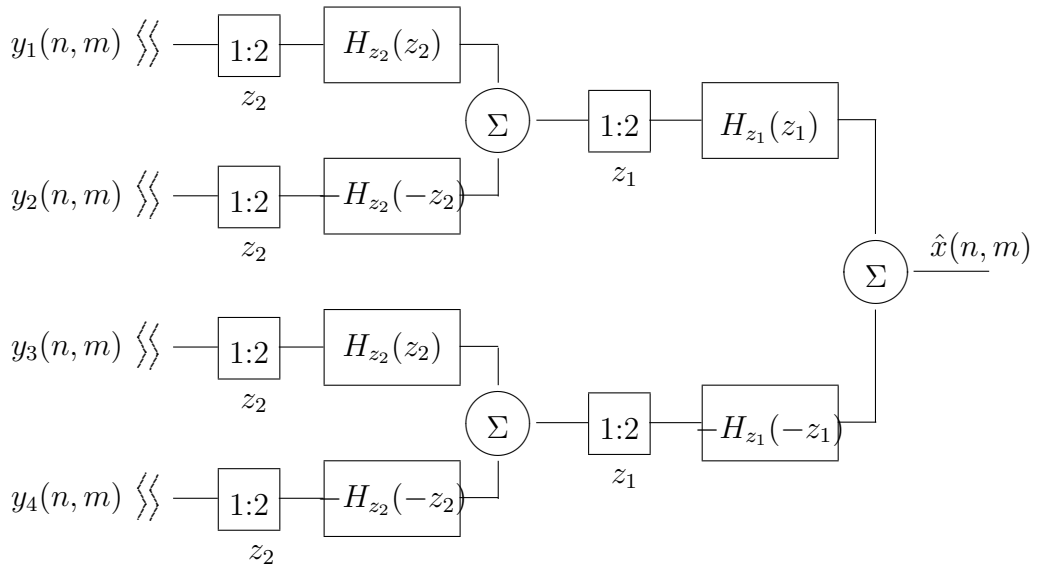 y₁(n, m) 1:2 H_{z₂}(z₂)
z₂
Σ 1:2 H_{z₁}(z₁)
z₁
y₂(n, m) 1:2 −H_{z₂}(−z₂)
z₂
x̂(n, m)
Σ
y₃(n, m) 1:2 H_{z₂}(z₂)
z₂
Σ 1:2 −H_{z₁}(−z₁)
z₁
y₄(n, m) 1:2 −H_{z₂}(−z₂)
z₂